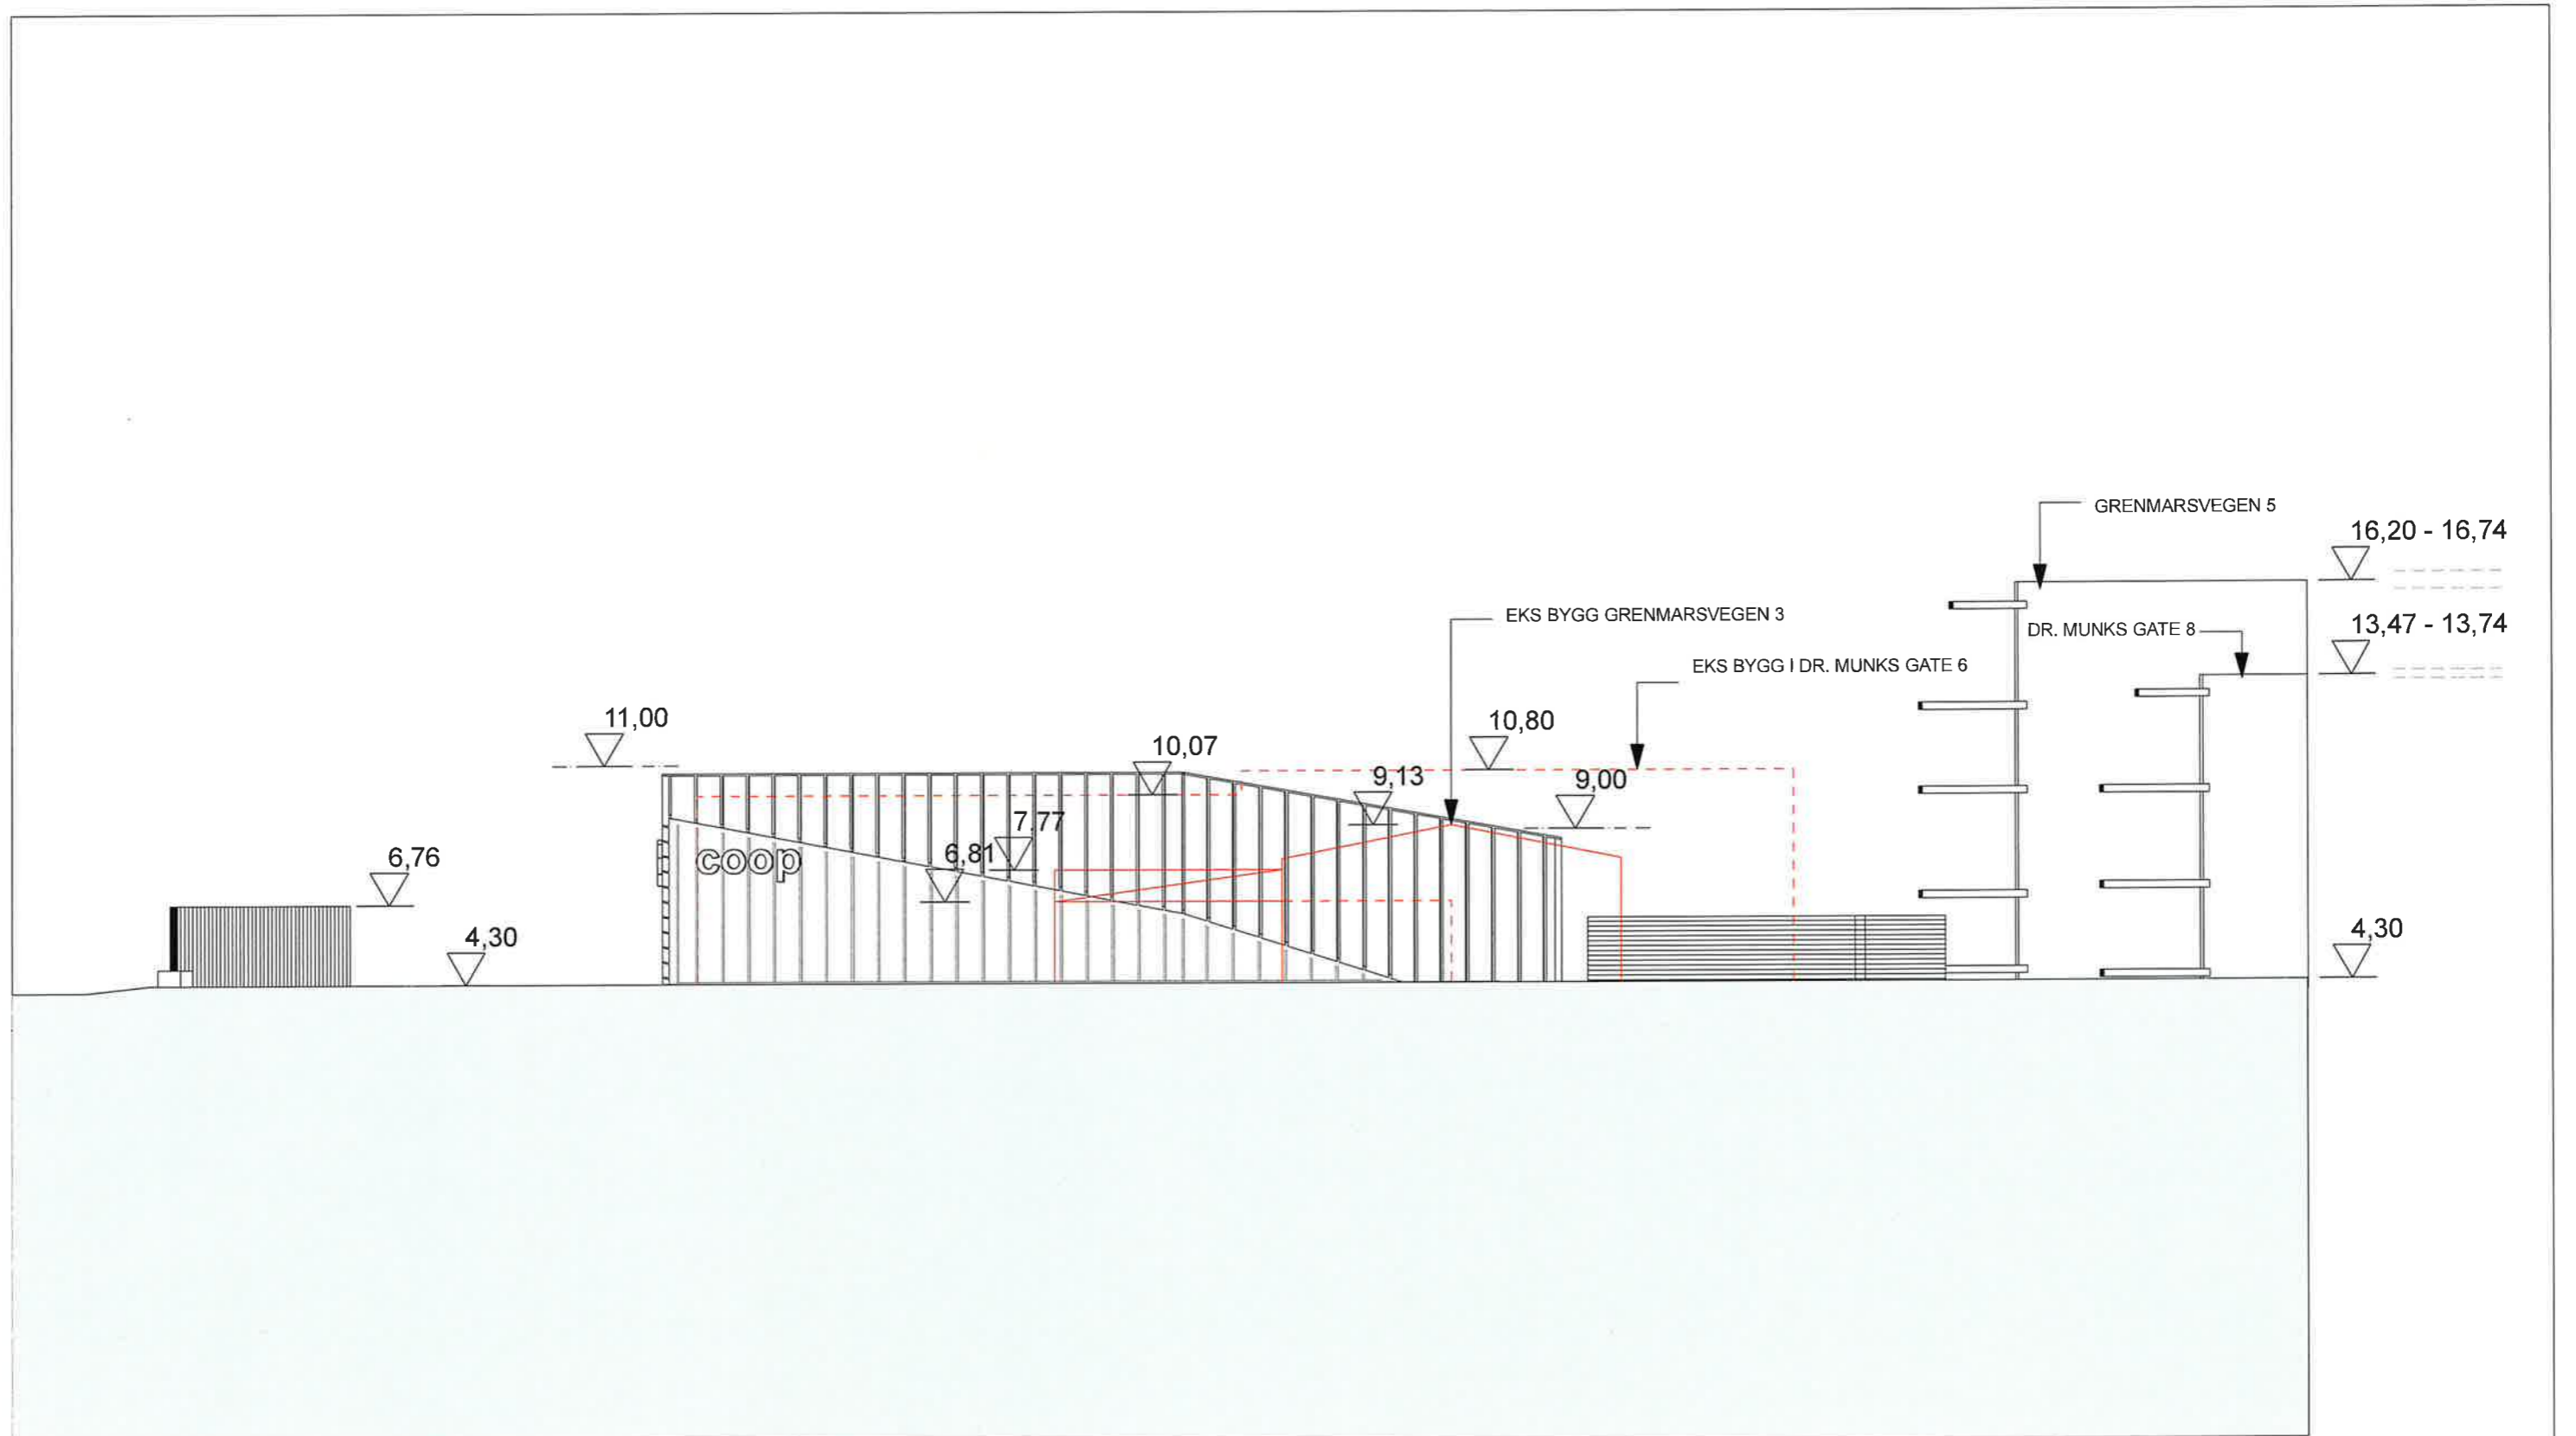 GRENMARSVEGEN 5
16,20 - 16,74
EKS BYGG GRENMARSVEGEN 3
DR. MUNKS GATE 8
13,47 - 13,74
EKS BYGG I DR. MUNKS GATE 6
11,00
10,80
10,07
9,13
9,00
7,77
6,81
coop
6,76
4,30
4,30